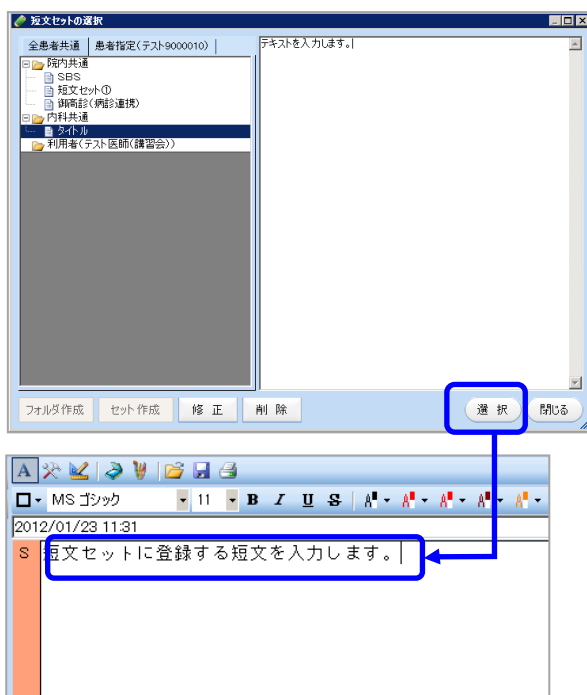 短文セットの選択
全患者共通 患者指定(テスト9000010)
テキストを入力します。
院内共通
SBS
短文セット①
御高診(病診連携)
内科共通
タイトル
利用者(テスト医師(講習会))
フォルダ作成 セット作成 修 正 削 除 選 択 閉じる
A
MS ゴシック 11 B I U S A A A A A
2012/01/23 11:31
S 短文セットに登録する短文を入力します。